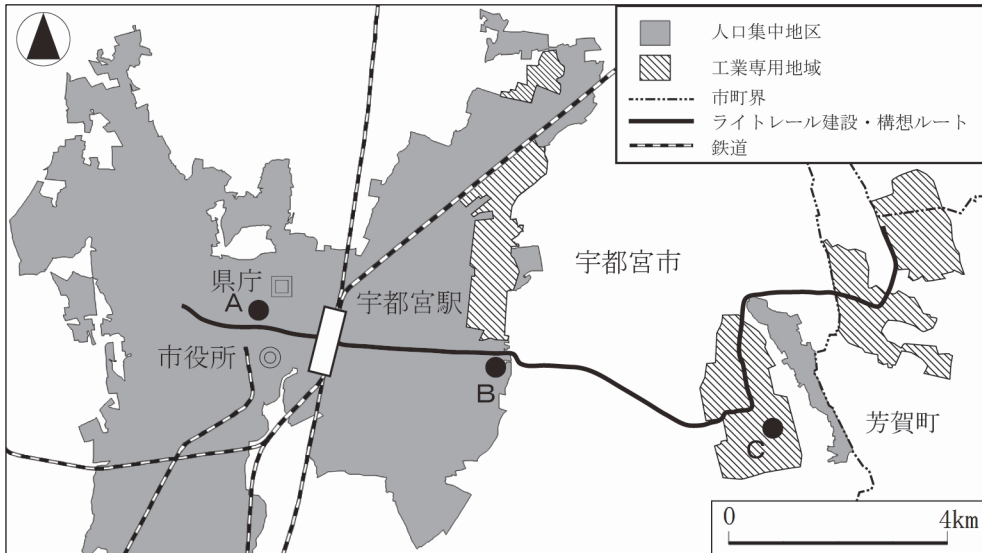 人口集中地区
工業専用地域
市町界
ライトレール建設・構想ルート
鉄道
県庁
A
宇都宮駅
宇都宮市
市役所
B
C
芳賀町
0 4km